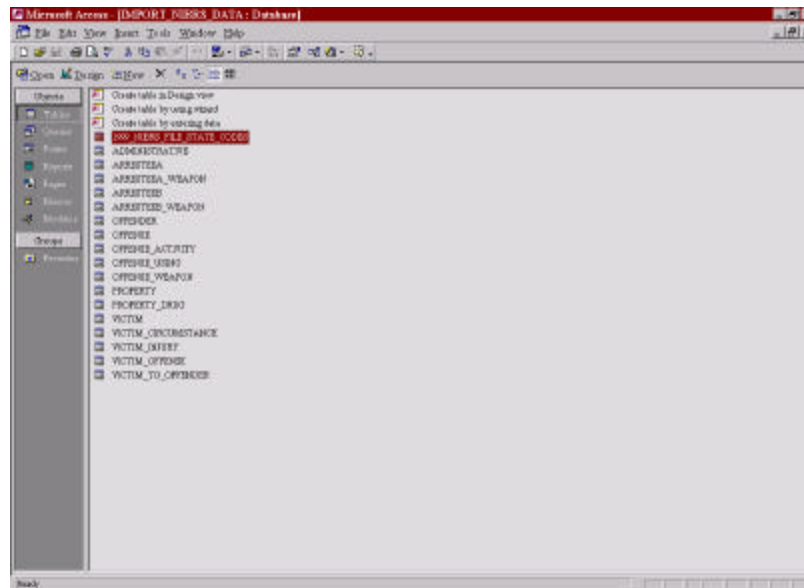 Microsoft Access - [IMPORT_NIBRS_DATA : Database]
File Edit View Insert Tools Window Help
Open Design New
Objects
Tables
Queries
Forms
Reports
Pages
Macros
Modules
Groups
Favorites
Create table in Design view
Create table by using wizard
Create table by entering data
1999_NIBRS_FILE_STATE_CODES
ADMINISTRATIVE
ARRESTEEA
ARRESTEEA_WEAPON
ARRESTEEB
ARRESTEEB_WEAPON
OFFENDER
OFFENSE
OFFENSE_ACTIVITY
OFFENSE_USING
OFFENSE_WEAPON
PROPERTY
PROPERTY_DRUG
VICTIM
VICTIM_CIRCUMSTANCE
VICTIM_INJURY
VICTIM_OFFENSE
VICTIM_TO_OFFENDER
Ready